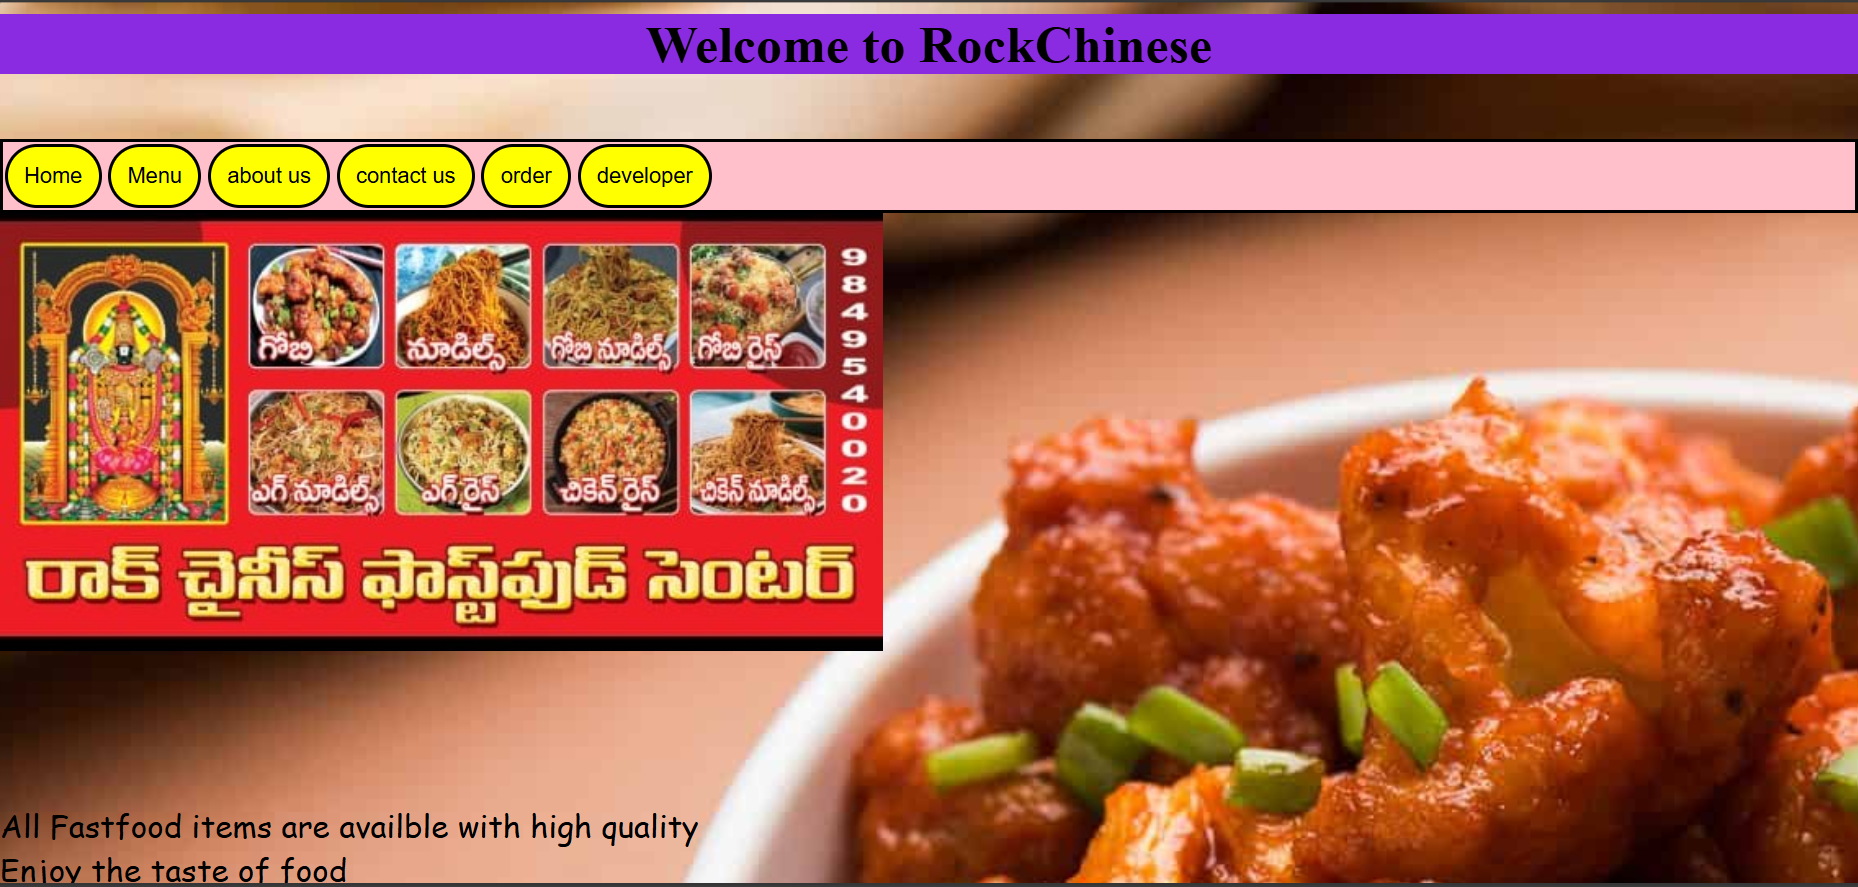 Welcome to RockChinese
Home Menu about us contact us order developer
గోబి నూడిల్స్ గోబి నూడిల్స్ గోబి రైస్
ఎగ్ నూడిల్స్ ఎగ్ రైస్ చికెన్ రైస్ చికెన్ నూడిల్స్
9849540020
రాక్ చైనీస్ ఫాస్ట్‌ఫుడ్ సెంటర్
All Fastfood items are availble with high quality
Enjoy the taste of food